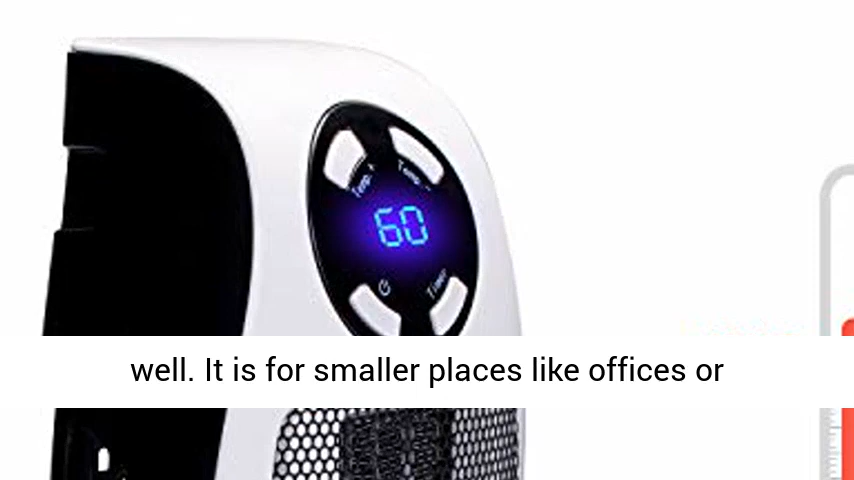 Temp. + Temp. -
60
Timer
well. It is for smaller places like offices or